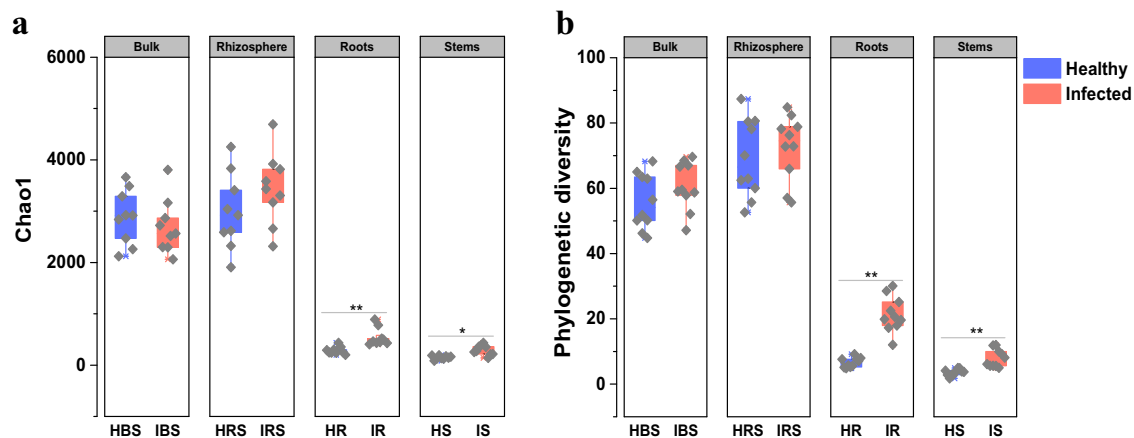 a
Bulk Rhizosphere Roots Stems
6000
4000
2000
0
Chao1
** *
HBS IBS HRS IRS HR IR HS IS
b
Bulk Rhizosphere Roots Stems
100
80
60
40
20
0
Phylogenetic diversity
** **
HBS IBS HRS IRS HR IR HS IS
Healthy
Infected